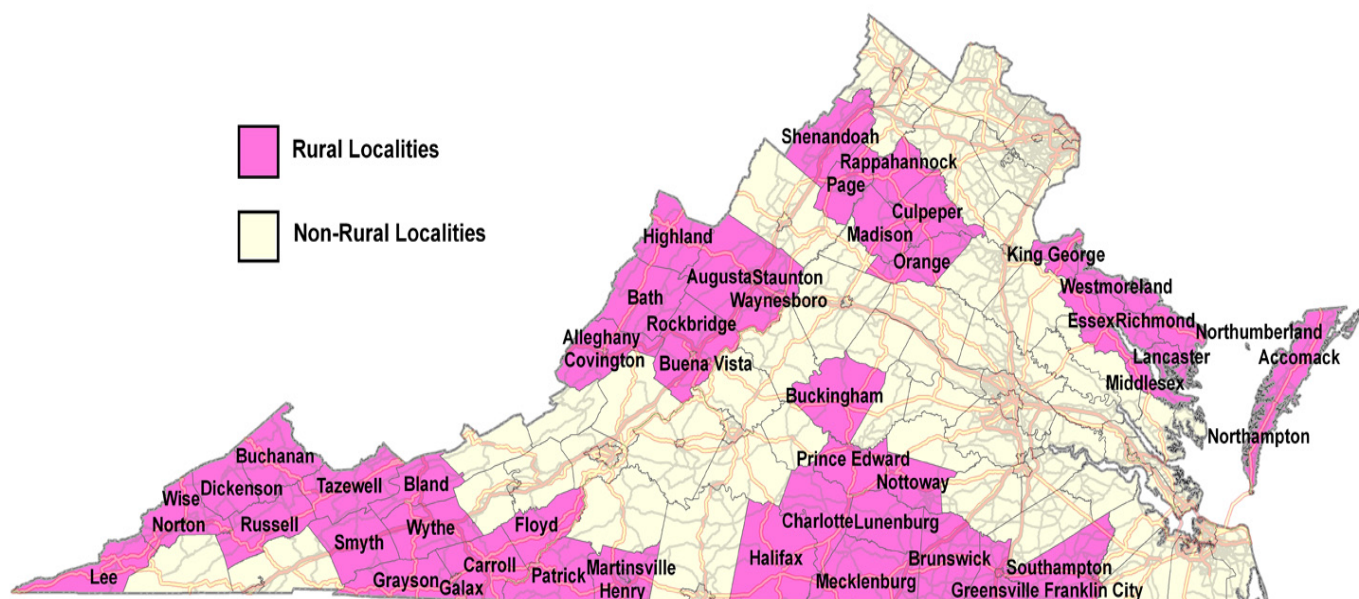 Rural Localities
Non-Rural Localities
Shenandoah
Rappahannock
Page
Culpeper
Madison
Orange
Highland
King George
Augusta
Staunton
Westmoreland
Bath
Waynesboro
Rockbridge
Essex
Richmond
Northumberland
Alleghany
Lancaster
Accomack
Covington
Buena Vista
Middlesex
Buckingham
Northampton
Buchanan
Prince Edward
Dickenson
Tazewell
Bland
Nottoway
Wise
Norton
Russell
Wythe
Floyd
Charlotte
Lunenburg
Smyth
Halifax
Brunswick
Carroll
Martinsville
Southampton
Lee
Grayson
Patrick
Mecklenburg
Galax
Henry
Greensville
Franklin City